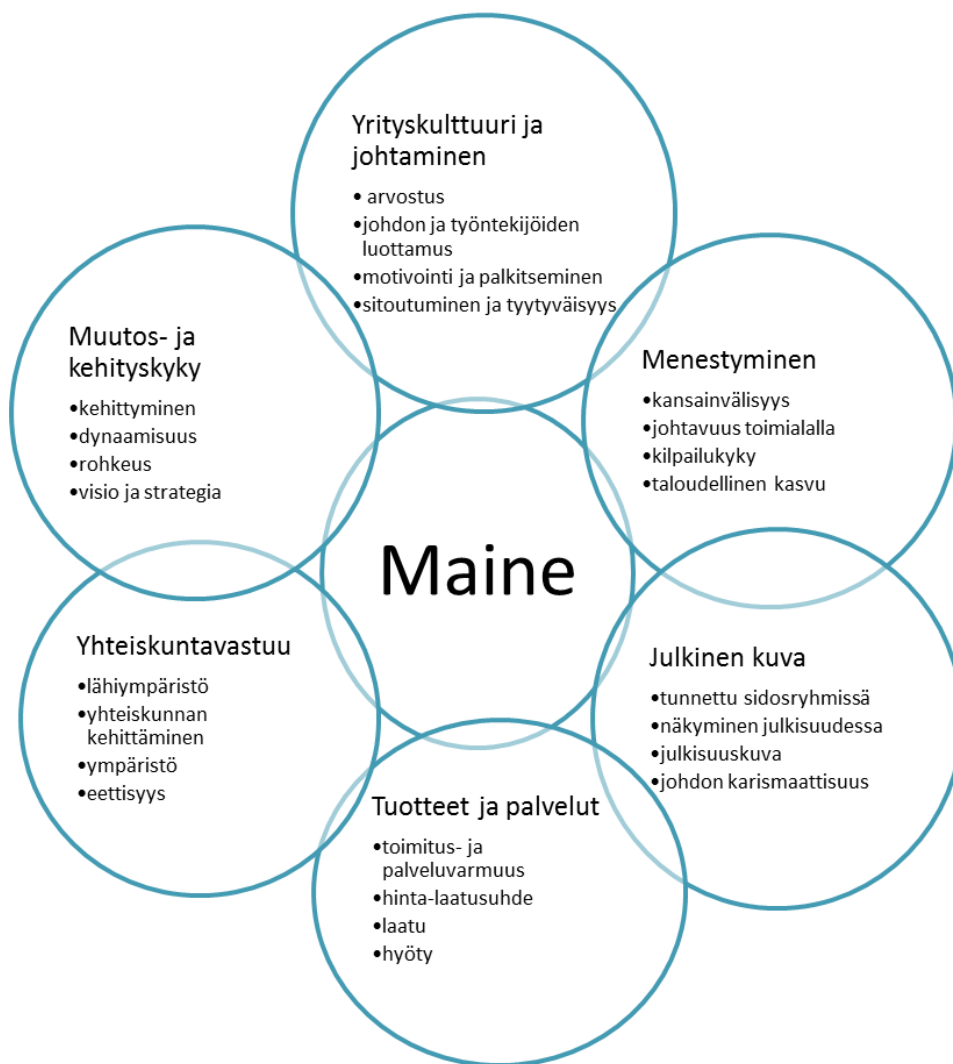 Yrityskulttuuri ja
johtaminen
• arvostus
•johdon ja työntekijöiden
luottamus
•motivointi ja palkitseminen
•sitoutuminen ja tyytyväisyys
Menestyminen
•kansainvälisyys
•johtavuus toimialalla
•kilpailukyky
•taloudellinen kasvu
Julkinen kuva
•tunnettu sidosryhmissä
•näkyminen julkisuudessa
•julkisuuskuva
•johdon karismaattisuus
Tuotteet ja palvelut
•toimitus- ja
palveluvarmuus
•hinta-laatusuhde
•laatu
•hyöty
Yhteiskuntavastuu
•lähiympäristö
•yhteiskunnan
kehittäminen
•ympäristö
•eettisyys
Muutos- ja
kehityskyky
•kehittyminen
•dynaamisuus
•rohkeus
•visio ja strategia
Maine